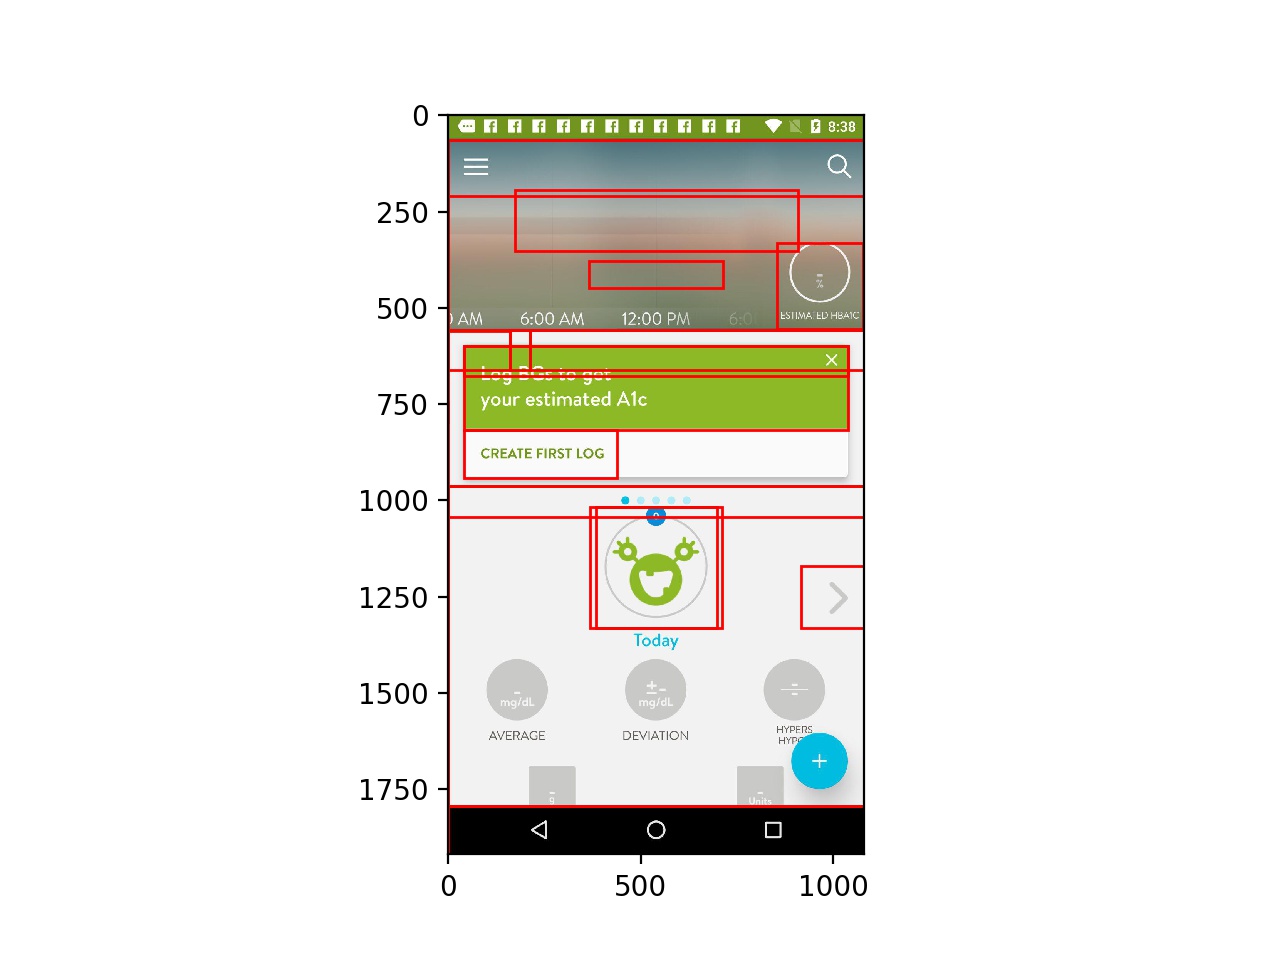 0
8:38
250
500
AM
6:00 AM
12:00 PM
6:0
-
%
ESTIMATED HBA1C
Log BGs to get
your estimated A1c
750
CREATE FIRST LOG
1000
1250
Today
1500
-
mg/dL
±-
mg/dL
-
AVERAGE
DEVIATION
HYPERS
+
1750
-
g
-
Units
0
500
1000